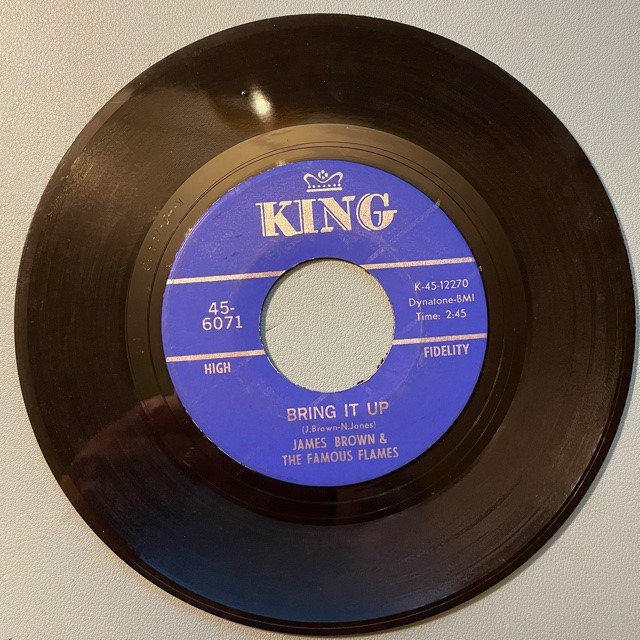 K
KING
45-
6071
K-45-12270
Dynatone-BMI
Time: 2:45
HIGH
FIDELITY
BRING IT UP
(J.Brown-N.Jones)
JAMES BROWN &
THE FAMOUS FLAMES